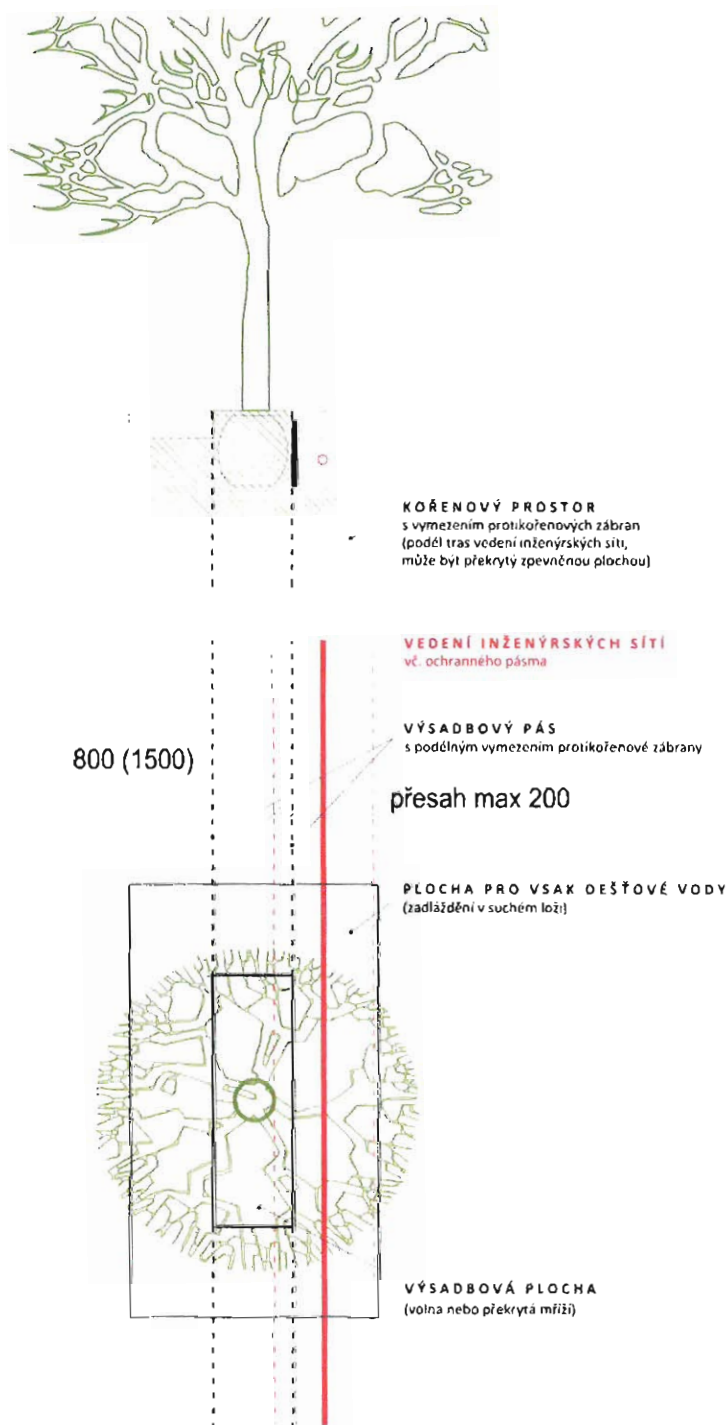 KOŘENOVÝ PROSTOR
s vymezením protikořenových zábran
(podél tras vedení inženýrských sítí,
může být překrytý zpevněnou plochou)
VEDENÍ INŽENÝRSKÝCH SÍTÍ
vč. ochranného pásma
VÝSADBOVÝ PÁS
s podélným vymezením protikořenové zábrany
800 (1500)
přesah max 200
PLOCHA PRO VSAK DEŠŤOVÉ VODY
(zadláždění v suchém loži)
VÝSADBOVÁ PLOCHA
(volna nebo překrytá mříží)